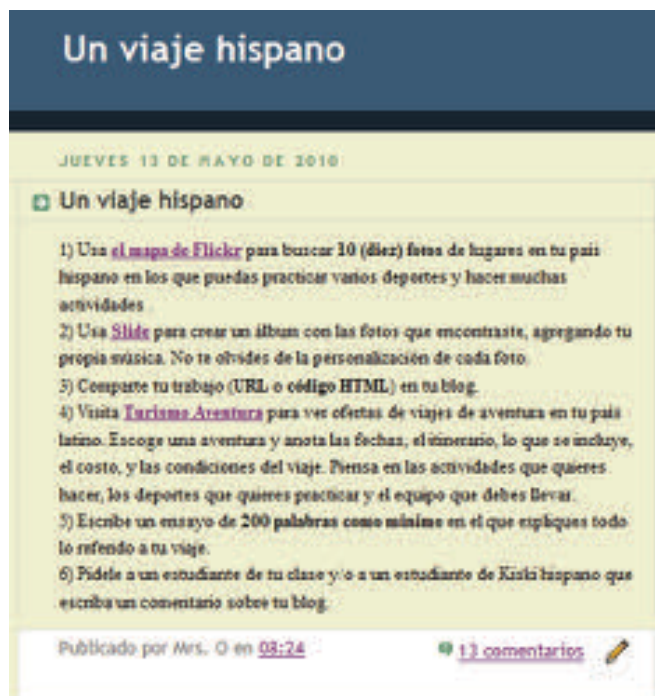 Un viaje hispano
JUEVES 13 DE MAYO DE 2010
Un viaje hispano
1) Usa el mapa de Flickr para buscar 10 (diez) fotos de lugares en tu país
hispano en los que puedas practicar varios deportes y hacer muchas
actividades.
2) Usa Slide para crear un álbum con las fotos que encontraste, agregando tu
propia música. No te olvides de la personalización de cada foto.
3) Comparte tu trabajo (URL o código HTML) en tu blog.
4) Visita Turismo Aventura para ver ofertas de viajes de aventura en tu país
latino. Escoge una aventura y anota las fechas, el itinerario, lo que se incluye,
el costo, y las condiciones del viaje. Piensa en las actividades que quieres
hacer, los deportes que quieres practicar y el equipo que debes llevar.
5) Escribe un ensayo de 200 palabras como mínimo en el que expliques todo
lo referido a tu viaje.
6) Pídele a un estudiante de tu clase y/o a un estudiante de Kiski hispano que
escriba un comentario sobre tu blog.
Publicado por Mrs. O en 08:24 13 comentarios